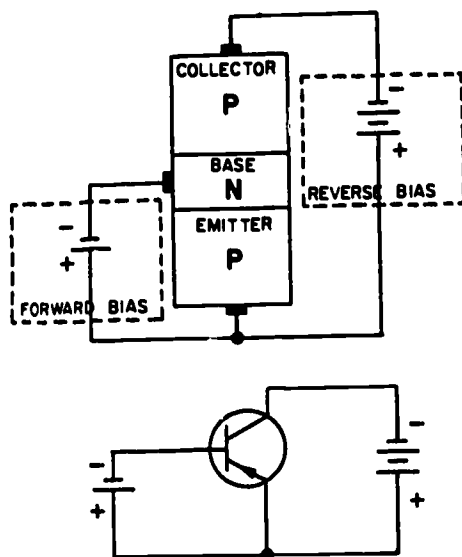 COLLECTOR
P
-
+
BASE
N
REVERSE BIAS
EMITTER
P
-
+
FORWARD BIAS
-
+
-
+